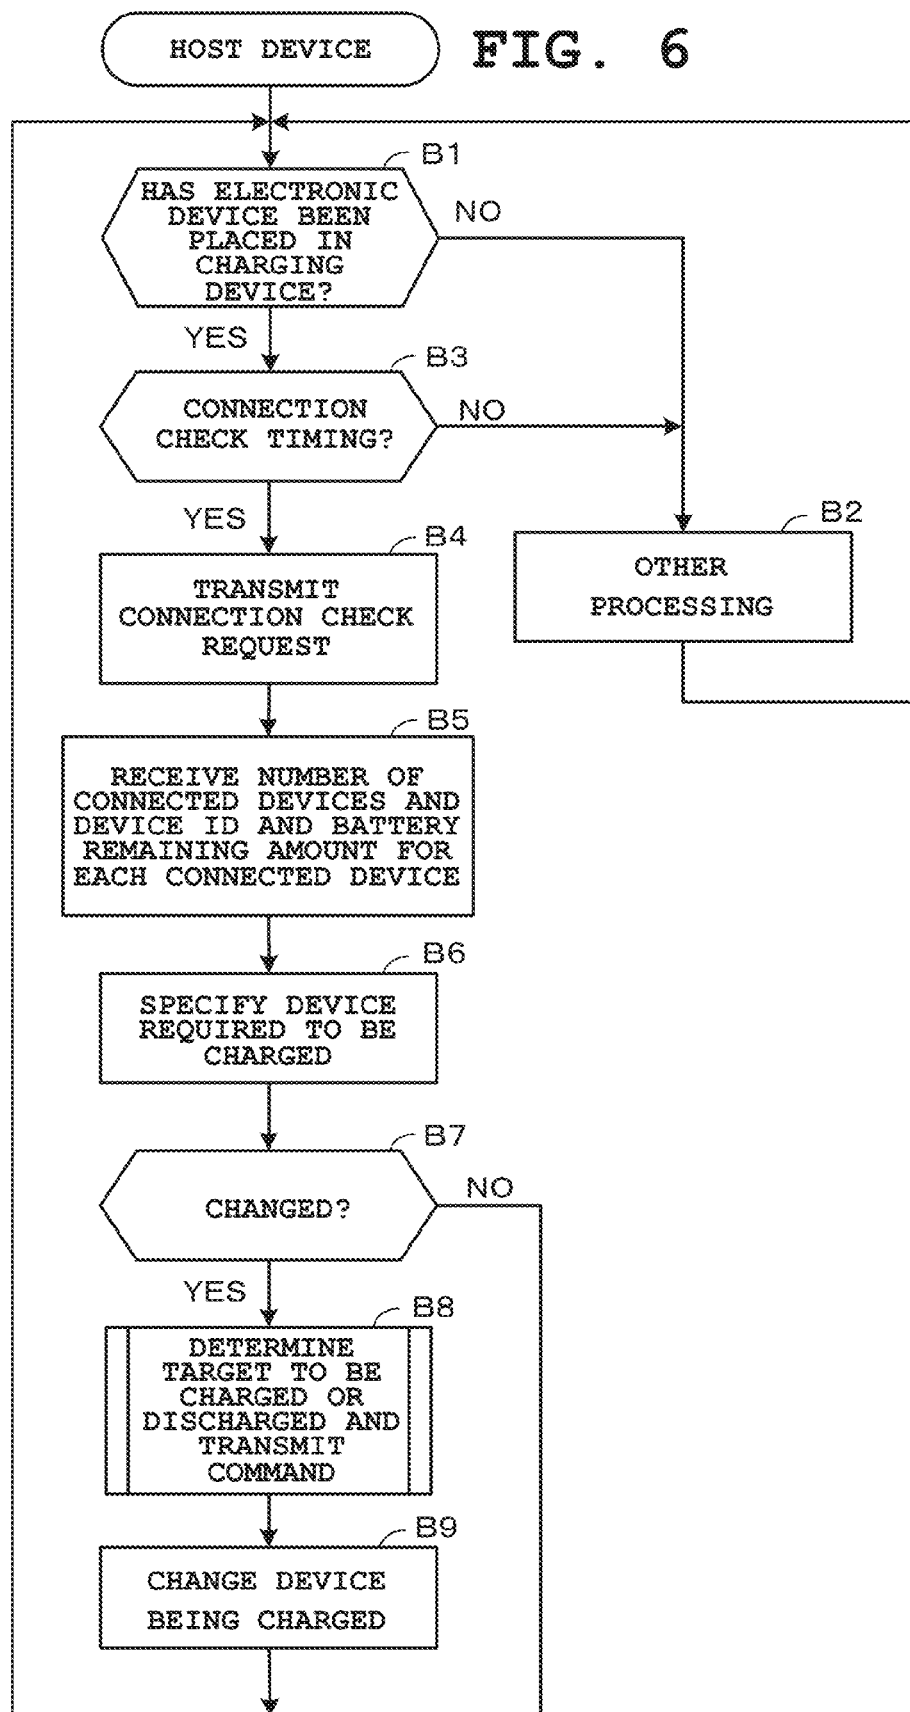 HOST DEVICE
FIG. 6
B1
HAS ELECTRONIC
DEVICE BEEN
PLACED IN
CHARGING
DEVICE?
NO
YES
B3
CONNECTION
CHECK TIMING?
NO
YES
B2
OTHER
PROCESSING
B4
TRANSMIT
CONNECTION CHECK
REQUEST
B5
RECEIVE NUMBER OF
CONNECTED DEVICES AND
DEVICE ID AND BATTERY
REMAINING AMOUNT FOR
EACH CONNECTED DEVICE
B6
SPECIFY DEVICE
REQUIRED TO BE
CHARGED
B7
CHANGED?
NO
YES
B8
DETERMINE
TARGET TO BE
CHARGED OR
DISCHARGED AND
TRANSMIT
COMMAND
B9
CHANGE DEVICE
BEING CHARGED